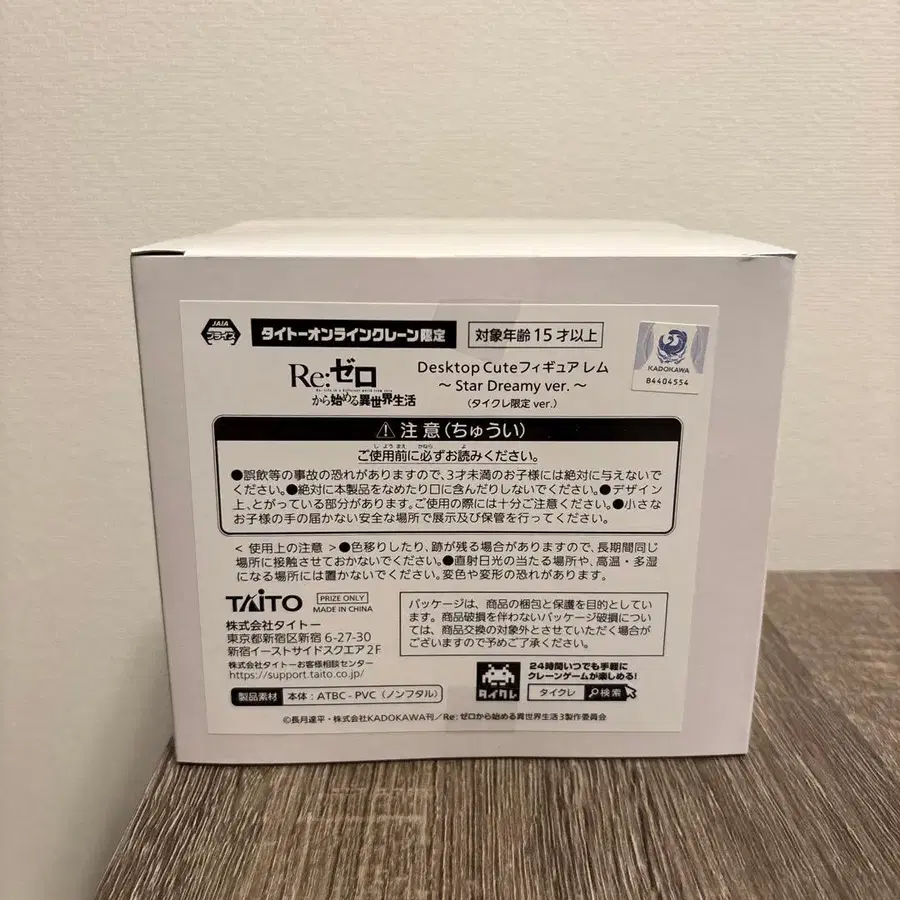 JAIA
プライズ
タイトーオンラインクレーン限定
対象年齢15才以上
Re:ゼロ
Re: Life in a different world from zero
から始める異世界生活
Desktop Cuteフィギュア レム
～ Star Dreamy ver. ～
(タイクレ限定 ver.)
KADOKAWA
B4404554
⚠ 注意(ちゅうい)
しようまえ かなら よ
ご使用前に必ずお読みください。
●誤飲等の事故の恐れがありますので、3才未満のお子様には絶対に与えないで
ください。●絶対に本製品をなめたり口に含んだりしないでください。●デザイン
上、とがっている部分があります。ご使用の際には十分ご注意ください。●小さな
お子様の手の届かない安全な場所で展示及び保管を行ってください。
< 使用上の注意 >●色移りしたり、跡が残る場合がありますので、長期間同じ
場所に接触させておかないでください。●直射日光の当たる場所や、高温・多湿
になる場所には置かないでください。変色や変形の恐れがあります。
TAITO
PRIZE ONLY
MADE IN CHINA
株式会社タイトー
東京都新宿区新宿 6-27-30
新宿イーストサイドスクエア 2F
株式会社タイトーお客様相談センター
https://support.taito.co.jp/
パッケージは、商品の梱包と保護を目的としてい
ます。商品破損を伴わないパッケージ破損につい
ては、商品交換の対象外とさせていただく場合が
ございますので予めご了承ください。
タイクレ
24時間いつでも手軽に
クレーンゲームが楽しめる!
タイクレ 検索
製品素材 本体:ATBC-PVC(ノンフタル)
©長月達平・株式会社KADOKAWA刊/Re:ゼロから始める異世界生活3製作委員会